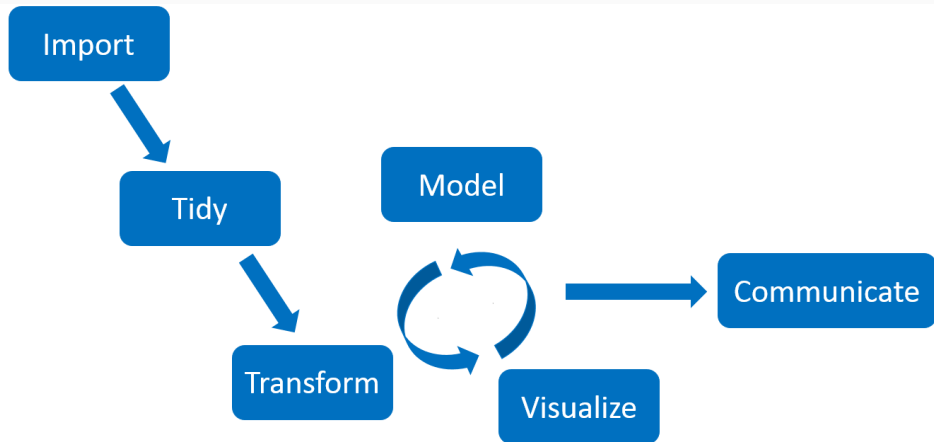 Import
Tidy
Model
Transform
Visualize
Communicate